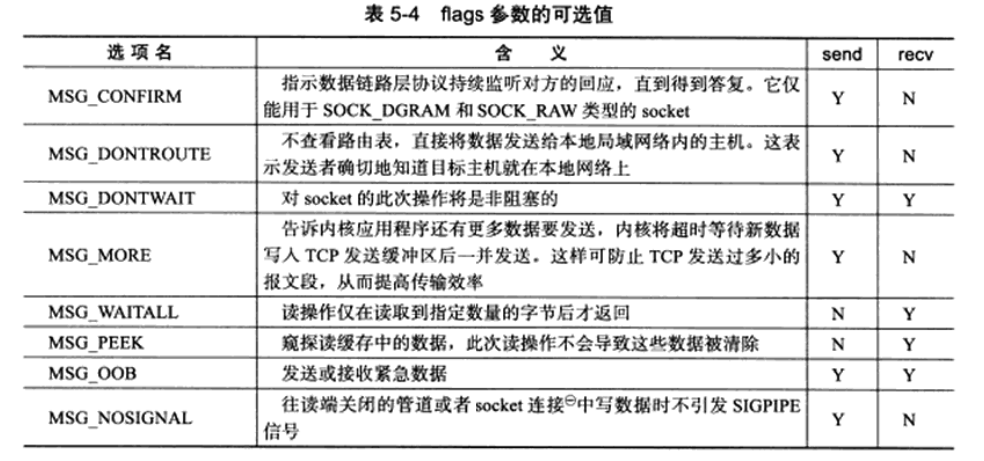 表 5-4 flags 参数的可选值
选 项 名 含 义 send recv
MSG_CONFIRM 指示数据链路层协议持续监听对方的回应，直到得到答复。它仅 Y N
能用于 SOCK_DGRAM 和 SOCK_RAW 类型的 socket
MSG_DONTROUTE 不查看路由表，直接将数据发送给本地局域网络内的主机。这表 Y N
示发送者确切地知道目标主机就在本地网络上
MSG_DONTWAIT 对 socket 的此次操作将是非阻塞的 Y Y
告诉内核应用程序还有更多数据要发送，内核将超时等待新数据
MSG_MORE 写入 TCP 发送缓冲区后一并发送。这样可防止 TCP 发送过多小的 Y N
报文段，从而提高传输效率
MSG_WAITALL 读操作仅在读取到指定数量的字节后才返回 N Y
MSG_PEEK 窥探读缓存中的数据，此次读操作不会导致这些数据被清除 N Y
MSG_OOB 发送或接收紧急数据 Y Y
MSG_NOSIGNAL 往读端关闭的管道或者 socket 连接㊀中写数据时不引发 SIGPIPE Y N
信号